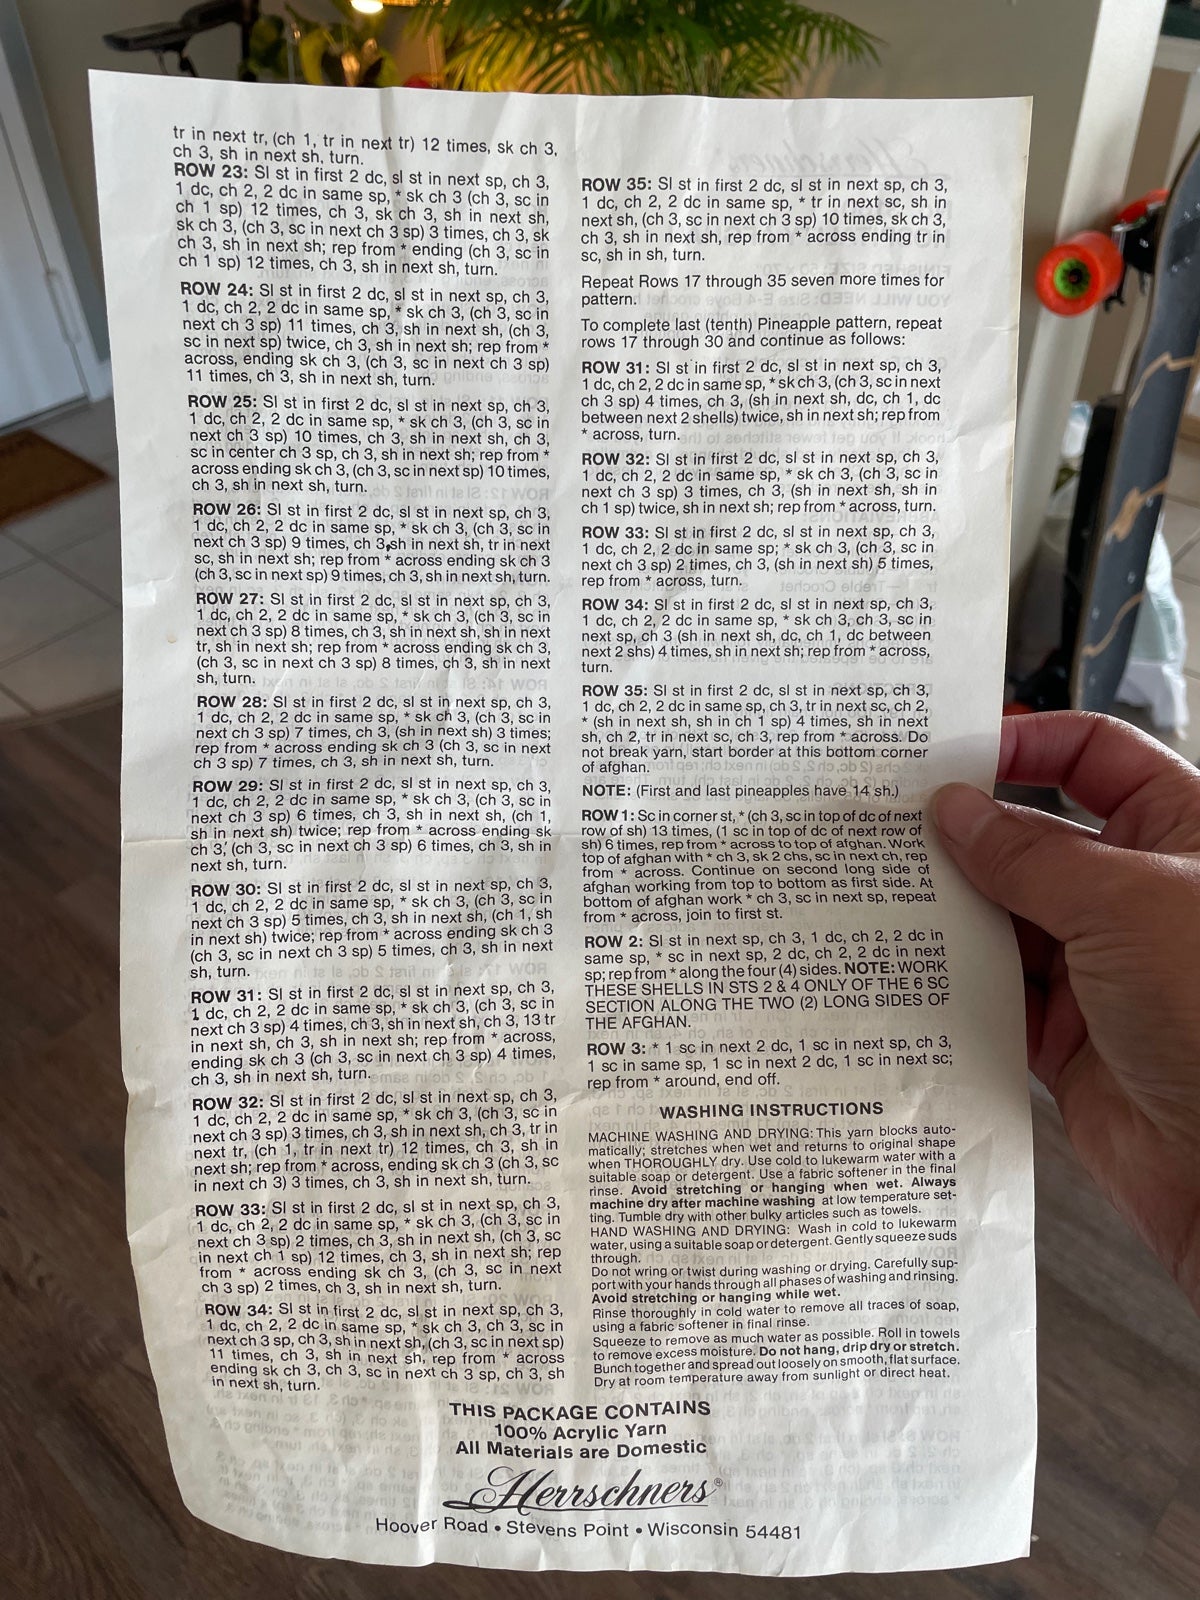 tr in next tr, (ch 1, tr in next tr) 12 times, sk ch 3,
ch 3, sh in next sh, turn.
ROW 23: Sl st in first 2 dc, sl st in next sp, ch 3,
1 dc, ch 2, 2 dc in same sp, * sk ch 3 (ch 3, sc in
ch 1 sp) 12 times, ch 3, sk ch 3, sh in next sh,
sk ch 3, (ch 3, sc in next ch 3 sp) 3 times, ch 3, sk
ch 3, sh in next sh; rep from * ending (ch 3, sc in
ch 1 sp) 12 times, ch 3, sh in next sh, turn.
ROW 24: Sl st in first 2 dc, sl st in next sp, ch 3,
1 dc, ch 2, 2 dc in same sp, * sk ch 3, (ch 3, sc in
next ch 3 sp) 11 times, ch 3, sh in next sh, (ch 3,
sc in next sp) twice, ch 3, sh in next sh; rep from *
across, ending sk ch 3, (ch 3, sc in next ch 3 sp)
11 times, ch 3, sh in next sh, turn.
ROW 25: Sl st in first 2 dc, sl st in next sp, ch 3,
1 dc, ch 2, 2 dc in same sp, * sk ch 3, (ch 3, sc in
next ch 3 sp) 10 times, ch 3, sh in next sh, ch 3,
sc in center ch 3 sp, ch 3, sh in next sh; rep from *
across ending sk ch 3, (ch 3, sc in next sp) 10 times,
ch 3, sh in next sh, turn.
ROW 26: Sl st in first 2 dc, sl st in next sp, ch 3,
1 dc, ch 2, 2 dc in same sp, * sk ch 3, (ch 3, sc in
next ch 3 sp) 9 times, ch 3, sh in next sh, tr in next
sc, sh in next sh; rep from * across ending sk ch 3
(ch 3, sc in next sp) 9 times, ch 3, sh in next sh, turn.
ROW 27: Sl st in first 2 dc, sl st in next sp, ch 3,
1 dc, ch 2, 2 dc in same sp, * sk ch 3, (ch 3, sc in
next ch 3 sp) 8 times, ch 3, sh in next sh, sh in next
tr, sh in next sh; rep from * across ending sk ch 3,
(ch 3, sc in next ch 3 sp) 8 times, ch 3, sh in next
sh, turn.
ROW 28: Sl st in first 2 dc, sl st in next sp, ch 3,
1 dc, ch 2, 2 dc in same sp, * sk ch 3, (ch 3, sc in
next ch 3 sp) 7 times, ch 3, (sh in next sh) 3 times;
rep from * across ending sk ch 3 (ch 3, sc in next
ch 3 sp) 7 times, ch 3, sh in next sh, turn.
ROW 29: Sl st in first 2 dc, sl st in next sp, ch 3,
1 dc, ch 2, 2 dc in same sp, * sk ch 3, (ch 3, sc in
next ch 3 sp) 6 times, ch 3, sh in next sh, (ch 1,
sh in next sh) twice; rep from * across ending sk
ch 3, (ch 3, sc in next ch 3 sp) 6 times, ch 3, sh in
next sh, turn.
ROW 30: Sl st in first 2 dc, sl st in next sp, ch 3,
1 dc, ch 2, 2 dc in same sp, * sk ch 3, (ch 3, sc in
next ch 3 sp) 5 times, ch 3, sh in next sh, (ch 1, sh
in next sh) twice; rep from * across ending sk ch 3
(ch 3, sc in next ch 3 sp) 5 times, ch 3, sh in next
sh, turn.
ROW 31: Sl st in first 2 dc, sl st in next sp, ch 3,
1 dc, ch 2, 2 dc in same sp, * sk ch 3, (ch 3, sc in
next ch 3 sp) 4 times, ch 3, sh in next sh, ch 3, 13 tr
in next sh, ch 3, sh in next sh; rep from * across,
ending sk ch 3 (ch 3, sc in next ch 3 sp) 4 times,
ch 3, sh in next sh, turn.
ROW 32: Sl st in first 2 dc, sl st in next sp, ch 3,
1 dc, ch 2, 2 dc in same sp, * sk ch 3, (ch 3, sc in
next ch 3 sp) 3 times, ch 3, sh in next sh, ch 3, tr in
next tr, (ch 1, tr in next tr) 12 times, ch 3, sh in
next sh; rep from * across, ending sk ch 3 (ch 3, sc
in next ch 3) 3 times, ch 3, sh in next sh, turn.
ROW 33: Sl st in first 2 dc, sl st in next sp, ch 3,
1 dc, ch 2, 2 dc in same sp, * sk ch 3, (ch 3, sc in
next ch 3 sp) 2 times, ch 3, sh in next sh, (ch 3, sc
in next ch 1 sp) 12 times, ch 3, sh in next sh; rep
from * across ending sk ch 3, (ch 3, sc in next
ch 3 sp) 2 times, ch 3, sh in next sh, turn.
ROW 34: Sl st in first 2 dc, sl st in next sp, ch 3,
1 dc, ch 2, 2 dc in same sp, * sk ch 3, ch 3, sc in
next ch 3 sp, ch 3, sh in next sh, (ch 3, sc in next sp)
11 times, ch 3, sh in next sh, rep from * across
ending sk ch 3, ch 3, sc in next ch 3 sp, ch 3, sh
in next sh, turn.
ROW 35: Sl st in first 2 dc, sl st in next sp, ch 3,
1 dc, ch 2, 2 dc in same sp, * tr in next sc, sh in
next sh, (ch 3, sc in next ch 3 sp) 10 times, sk ch 3,
ch 3, sh in next sh, rep from * across ending tr in
sc, sh in sh, turn.
Repeat Rows 17 through 35 seven more times for
pattern.
To complete last (tenth) Pineapple pattern, repeat
rows 17 through 30 and continue as follows:
ROW 31: Sl st in first 2 dc, sl st in next sp, ch 3,
1 dc, ch 2, 2 dc in same sp, * sk ch 3, (ch 3, sc in next
ch 3 sp) 4 times, ch 3, (sh in next sh, dc, ch 1, dc
between next 2 shells) twice, sh in next sh; rep from
* across, turn.
ROW 32: Sl st in first 2 dc, sl st in next sp, ch 3,
1 dc, ch 2, 2 dc in same sp, * sk ch 3, (ch 3, sc in
next ch 3 sp) 3 times, ch 3, (sh in next sh, sh in
ch 1 sp) twice, sh in next sh; rep from * across, turn.
ROW 33: Sl st in first 2 dc, sl st in next sp, ch 3,
1 dc, ch 2, 2 dc in same sp; * sk ch 3, (ch 3, sc in
next ch 3 sp) 2 times, ch 3, (sh in next sh) 5 times,
rep from * across, turn.
ROW 34: Sl st in first 2 dc, sl st in next sp, ch 3,
1 dc, ch 2, 2 dc in same sp, * sk ch 3, ch 3, sc in
next sp, ch 3 (sh in next sh, dc, ch 1, dc between
next 2 shs) 4 times, sh in next sh; rep from * across,
turn.
ROW 35: Sl st in first 2 dc, sl st in next sp, ch 3,
1 dc, ch 2, 2 dc in same sp, ch 3, tr in next sc, ch 2,
* (sh in next sh, sh in ch 1 sp) 4 times, sh in next
sh, ch 2, tr in next sc, ch 3, rep from * across. Do
not break yarn, start border at this bottom corner
of afghan.
NOTE: (First and last pineapples have 14 sh.)
ROW 1: Sc in corner st, * (ch 3, sc in top of dc of next
row of sh) 13 times, (1 sc in top of dc of next row of
sh) 6 times, rep from * across to top of afghan. Work
top of afghan with * ch 3, sk 2 chs, sc in next ch, rep
from * across. Continue on second long side of
afghan working from top to bottom as first side. At
bottom of afghan work * ch 3, sc in next sp, repeat
from * across, join to first st.
ROW 2: Sl st in next sp, ch 3, 1 dc, ch 2, 2 dc in
same sp, * sc in next sp, 2 dc, ch 2, 2 dc in next
sp; rep from * along the four (4) sides. NOTE: WORK
THESE SHELLS IN STS 2 & 4 ONLY OF THE 6 SC
SECTION ALONG THE TWO (2) LONG SIDES OF
THE AFGHAN.
ROW 3: * 1 sc in next 2 dc, 1 sc in next sp, ch 3,
1 sc in same sp, 1 sc in next 2 dc, 1 sc in next sc;
rep from * around, end off.
WASHING INSTRUCTIONS
MACHINE WASHING AND DRYING: This yarn blocks auto-
matically; stretches when wet and returns to original shape
when THOROUGHLY dry. Use cold to lukewarm water with a
suitable soap or detergent. Use a fabric softener in the final
rinse. Avoid stretching or hanging when wet. Always
machine dry after machine washing at low temperature set-
ting. Tumble dry with other bulky articles such as towels.
HAND WASHING AND DRYING: Wash in cold to lukewarm
water, using a suitable soap or detergent. Gently squeeze suds
through.
Do not wring or twist during washing or drying. Carefully sup-
port with your hands through all phases of washing and rinsing.
Avoid stretching or hanging while wet.
Rinse thoroughly in cold water to remove all traces of soap,
using a fabric softener in final rinse.
Squeeze to remove as much water as possible. Roll in towels
to remove excess moisture. Do not hang, drip dry or stretch.
Bunch together and spread out loosely on smooth, flat surface.
Dry at room temperature away from sunlight or direct heat.
THIS PACKAGE CONTAINS
100% Acrylic Yarn
All Materials are Domestic
Herrschners®
Hoover Road • Stevens Point • Wisconsin 54481